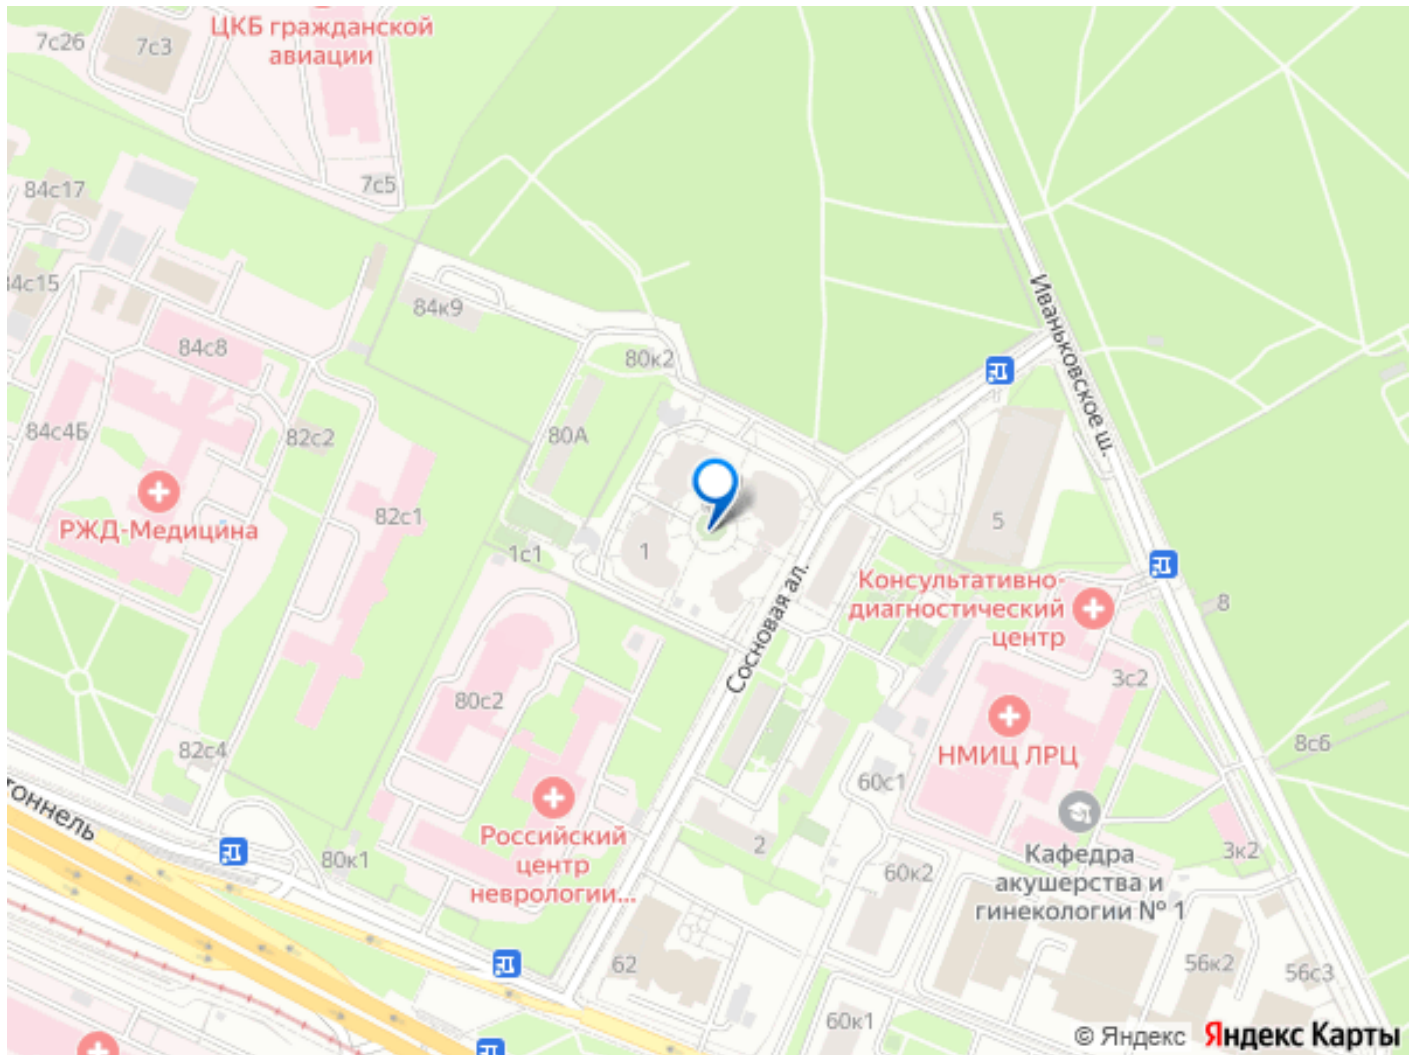 ЦКБ гражданской
авиации
7с26
7с3
7с5
84с17
84с15
84к9
84с8
80к2
Иваньковское ш.
84с4Б
82с2
80А
РЖД-Медицина
82с1
1с1
1
5
Консультативно-
диагностический
центр
8
Сосновая ал.
3с2
80с2
НМИЦ ЛРЦ
8с6
82с4
60с1
тоннель
80к1
Российский
центр
неврологии...
2
60к2
Кафедра
акушерства и
гинекологии № 1
3к2
62
56к2
56с3
60к1
© Яндекс Яндекс Карты